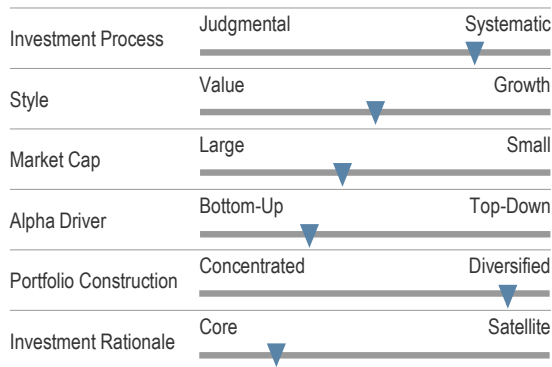 Investment Process Judgmental Systematic
Style Value Growth
Market Cap Large Small
Alpha Driver Bottom-Up Top-Down
Portfolio Construction Concentrated Diversified
Investment Rationale Core Satellite